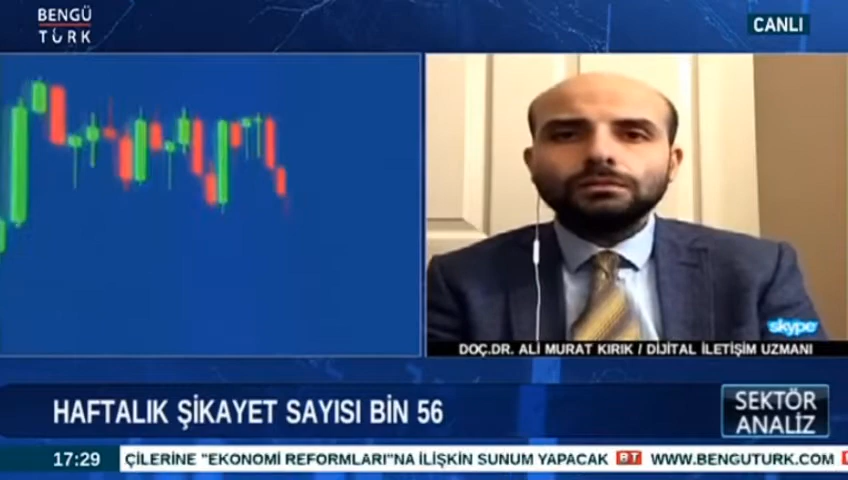 BENGÜ
TÜRK
CANLI
skype
DOÇ.DR. ALİ MURAT KIRIK / DİJİTAL İLETİŞİM UZMANI
HAFTALIK ŞİKAYET SAYISI BİN 56
SEKTÖR
ANALİZ
17:29 ÇİLERİNE "EKONOMİ REFORMLARI"NA İLİŞKİN SUNUM YAPACAK BT WWW.BENGUTURK.COM